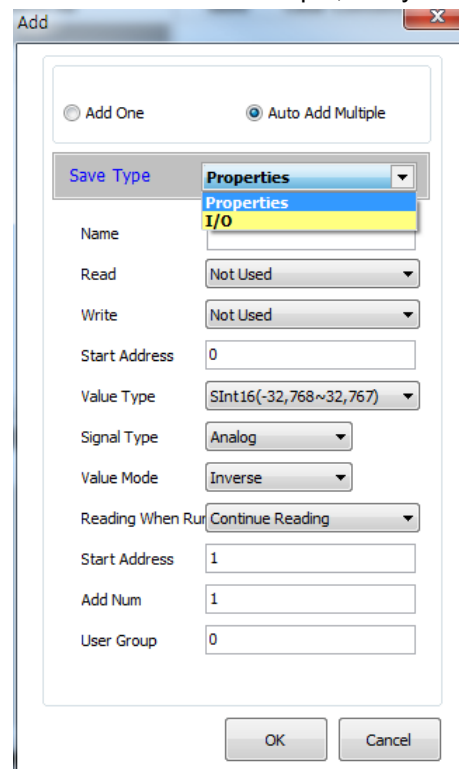 Add
Add One
Auto Add Multiple
Save Type
Properties
Properties
I/O
Name
Read
Not Used
Write
Not Used
Start Address
0
Value Type
SInt16(-32,768~32,767)
Signal Type
Analog
Value Mode
Inverse
Reading When Rur
Continue Reading
Start Address
1
Add Num
1
User Group
0
OK
Cancel